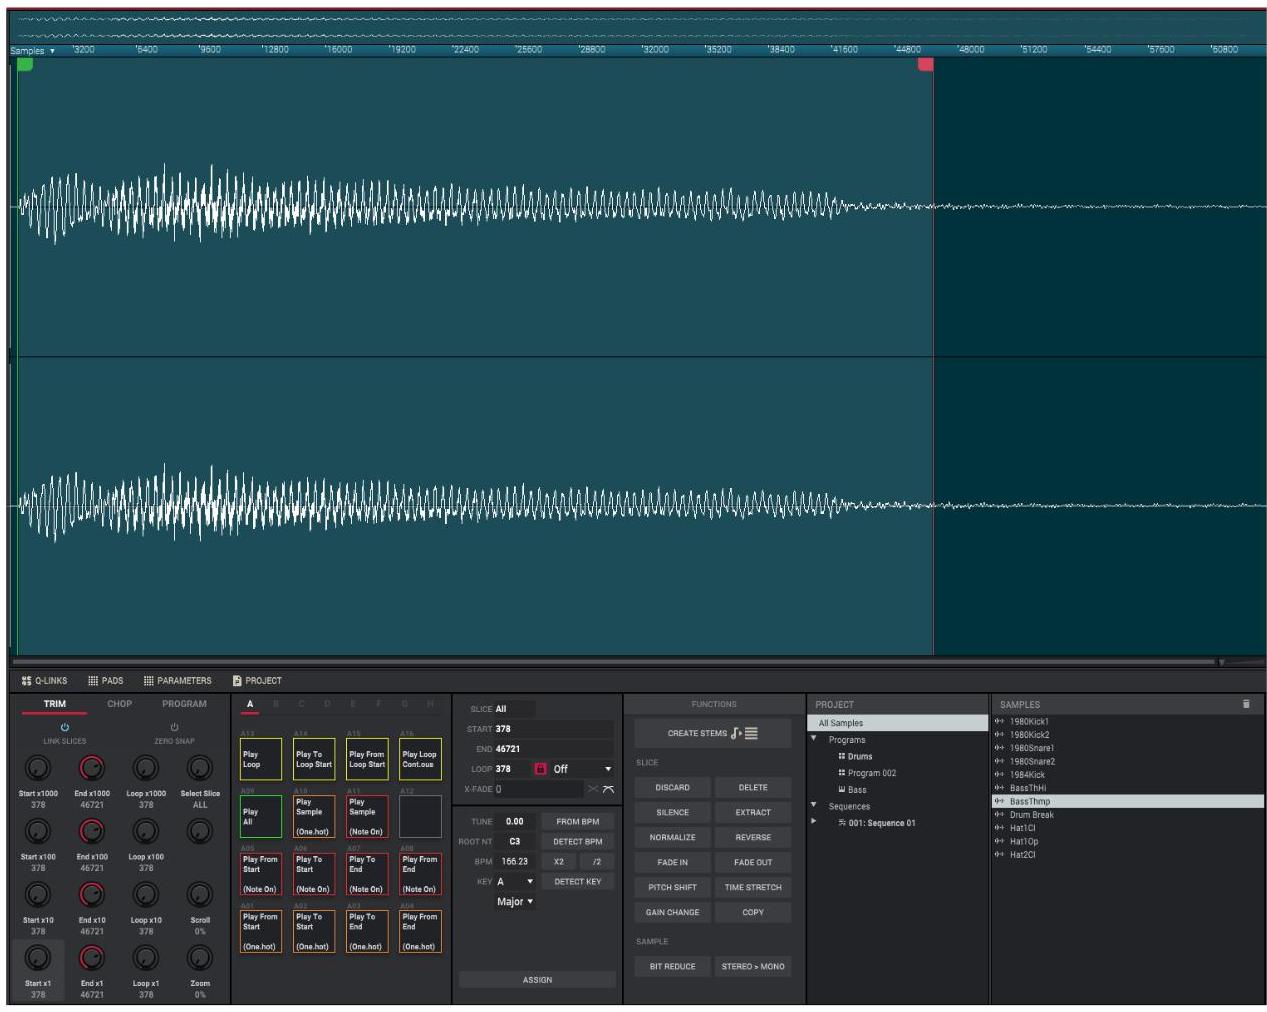 Samples ▾ '3200 '6400 '9600 '12800 '16000 '19200 '22400 '25600 '28800 '32000 '35200 '38400 '41600 '44800 '48000 '51200 '54400 '57600 '60800
Q-LINKS PADS PARAMETERS PROJECT
TRIM CHOP PROGRAM
LINK SLICES ZERO SNAP
Start x1000 End x1000 Loop x1000 Select Slice
378 46721 378 ALL
Start x100 End x100 Loop x100
378 46721 378
Start x10 End x10 Loop x10 Scroll
378 46721 378 0%
Start x1 End x1 Loop x1 Zoom
378 46721 378 0%
A B C D E F G H
A13 A14 A15 A16
Play Play To Play From Play Loop
Loop Loop Start Loop Start Cont.ous
A09 A10 A11 A12
Play Play Play
All Sample Sample
(One.hot) (Note On)
A05 A06 A07 A08
Play From Play To Play To Play From
Start Start End End
(Note On) (Note On) (Note On) (Note On)
A01 A02 A03 A04
Play From Play To Play To Play From
Start Start End End
(One.hot) (One.hot) (One.hot) (One.hot)
SLICE All
START 378
END 46721
LOOP 378 Off
X-FADE 0
TUNE 0.00 FROM BPM
ROOT NT C3 DETECT BPM
BPM 166.23 X2 /2
KEY A DETECT KEY
Major
ASSIGN
FUNCTIONS
CREATE STEMS
SLICE
DISCARD DELETE
SILENCE EXTRACT
NORMALIZE REVERSE
FADE IN FADE OUT
PITCH SHIFT TIME STRETCH
GAIN CHANGE COPY
SAMPLE
BIT REDUCE STEREO > MONO
PROJECT
All Samples
Programs
Drums
Program 002
Bass
Sequences
001: Sequence 01
SAMPLES
1980Kick1
1980Kick2
1980Snare1
1980Snare2
1984Kick
BassThHi
BassThmp
Drum Break
Hat1Cl
Hat1Op
Hat2Cl